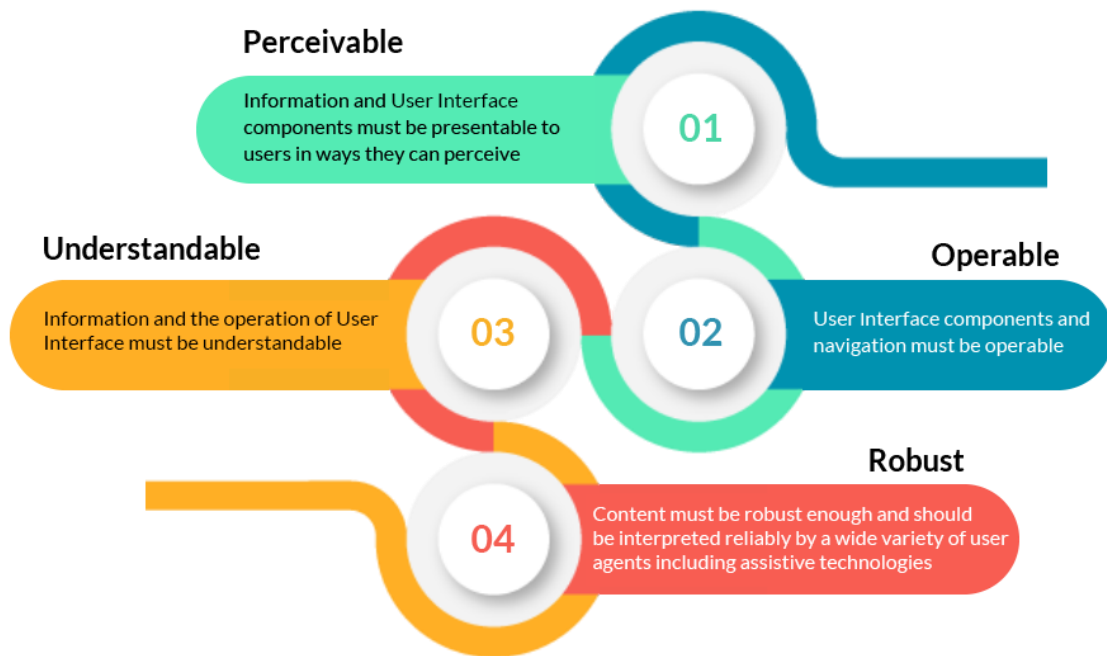 Perceivable
Information and User Interface
components must be presentable to
users in ways they can perceive
01
Operable
02
User Interface components and
navigation must be operable
Understandable
Information and the operation of User
Interface must be understandable
03
Robust
04
Content must be robust enough and should
be interpreted reliably by a wide variety of user
agents including assistive technologies